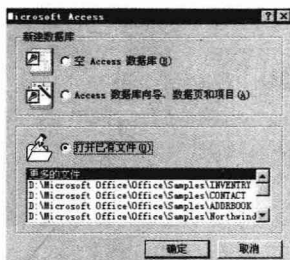 Microsoft Access
新建数据库
空 Access 数据库(B)
Access 数据库向导、数据页和项目(A)
打开已有文件(O)
更多的文件
D:\Microsoft Office\Office\Samples\INVENTRY
D:\Microsoft Office\Office\Samples\CONTACT
D:\Microsoft Office\Office\Samples\ADDRBOOK
D:\Microsoft Office\Office\Samples\Northwind
确定
取消